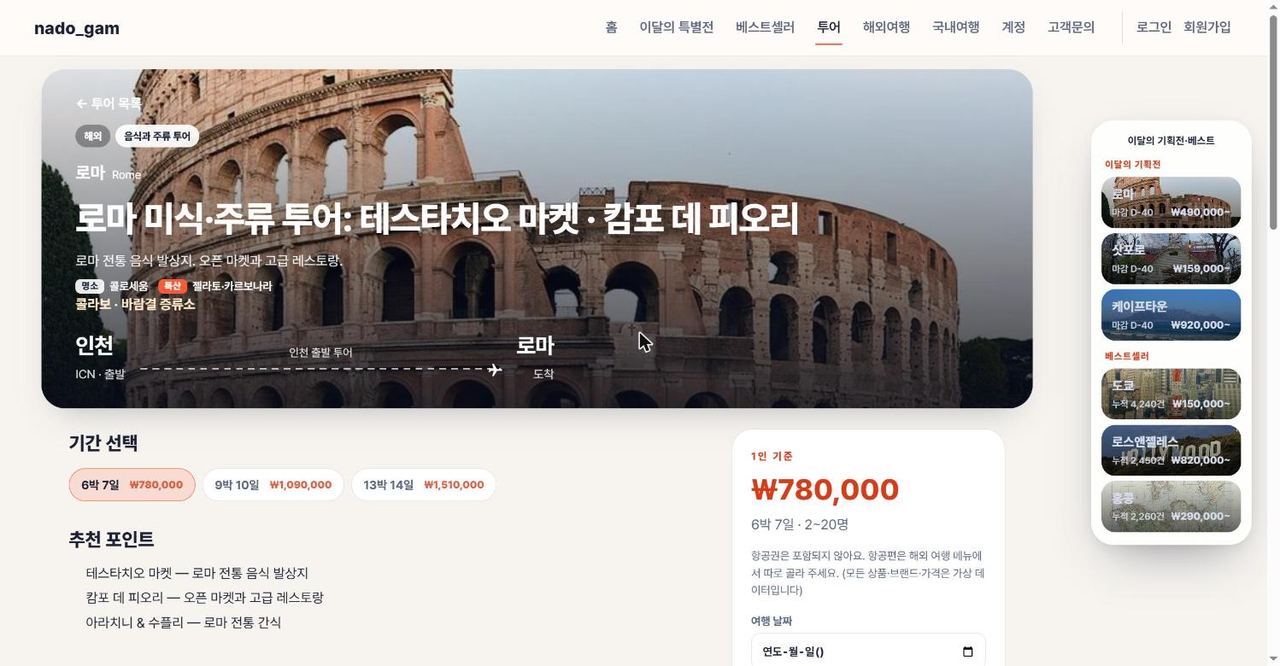 nado_gam
홈 이달의 특별전 베스트셀러 투어 해외여행 국내여행 계정 고객문의 로그인 회원가입
← 투어 목록
해외 음식과 주류 투어
로마 Rome
로마 미식·주류 투어: 테스타치오 마켓 · 캄포 데 피오리
로마 전통 음식 발상지. 오픈 마켓과 고급 레스토랑.
명소 콜로세움 특산 젤라토·카르보나라
콜라보 · 바람결 증류소
인천 인천 출발 투어 로마
ICN · 출발 도착
기간 선택
6박 7일 ₩780,000 9박 10일 ₩1,090,000 13박 14일 ₩1,510,000
추천 포인트
테스타치오 마켓 — 로마 전통 음식 발상지
캄포 데 피오리 — 오픈 마켓과 고급 레스토랑
아라치니 & 수플리 — 로마 전통 간식
1인 기준
₩780,000
6박 7일 · 2~20명
항공권은 포함되지 않아요. 항공편은 해외 여행 메뉴에
서 따로 골라 주세요. (모든 상품·브랜드·가격은 가상 데
이터입니다)
여행 날짜
연도-월-일()
이달의 기획전·베스트
이달의 기획전
로마
마감 D-40 ₩490,000~
삿포로
마감 D-40 ₩159,000~
케이프타운
마감 D-40 ₩920,000~
베스트셀러
도쿄
누적 4,240건 ₩150,000~
로스앤젤레스
누적 2,450건 ₩820,000~
홍콩
누적 2,260건 ₩290,000~